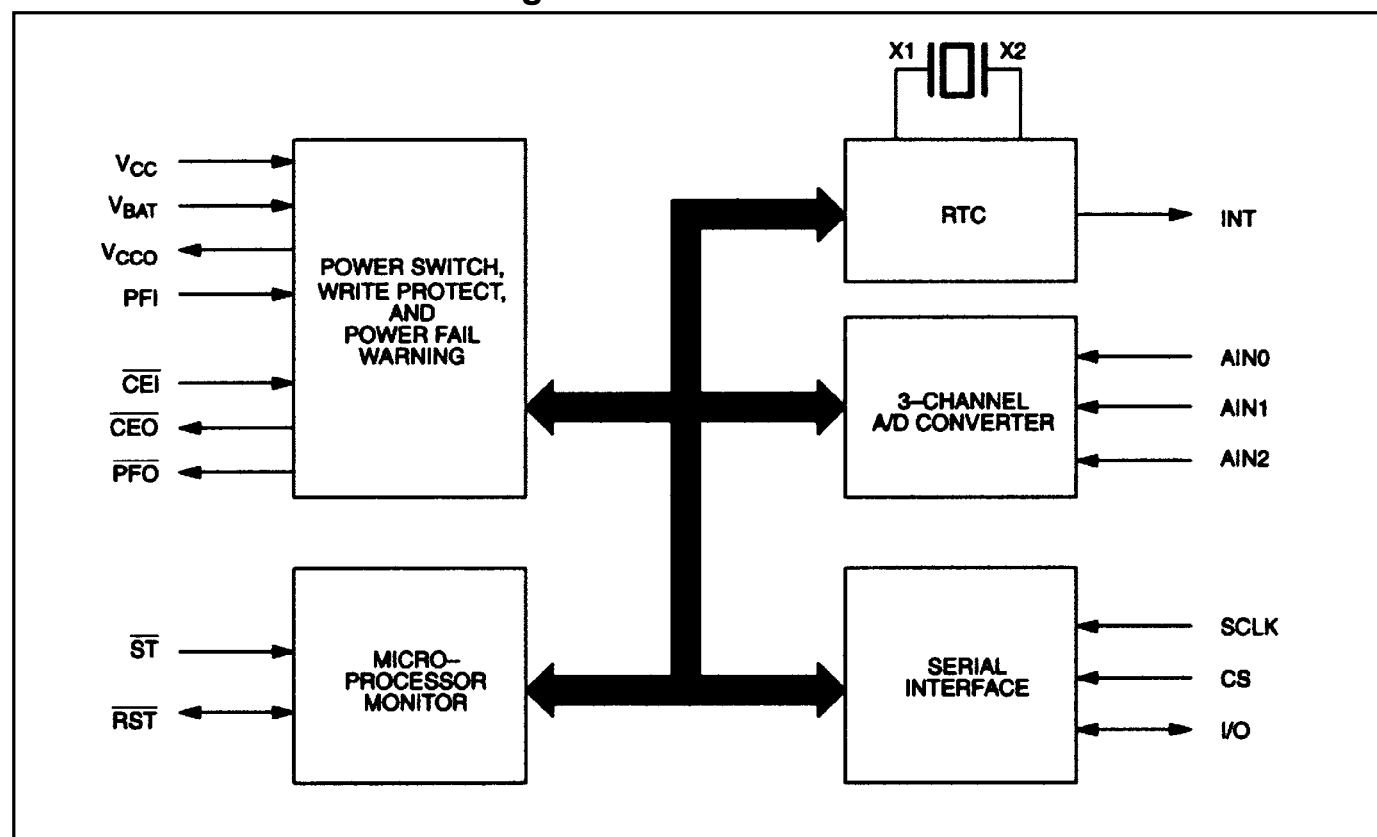 X1 X2
VCC
VBAT
VCCO
PFI
CEI
CEO
PFO
POWER SWITCH,
WRITE PROTECT,
AND
POWER FAIL
WARNING
RTC
INT
3–CHANNEL
A/D CONVERTER
AIN0
AIN1
AIN2
ST
RST
MICRO–
PROCESSOR
MONITOR
SERIAL
INTERFACE
SCLK
CS
I/O